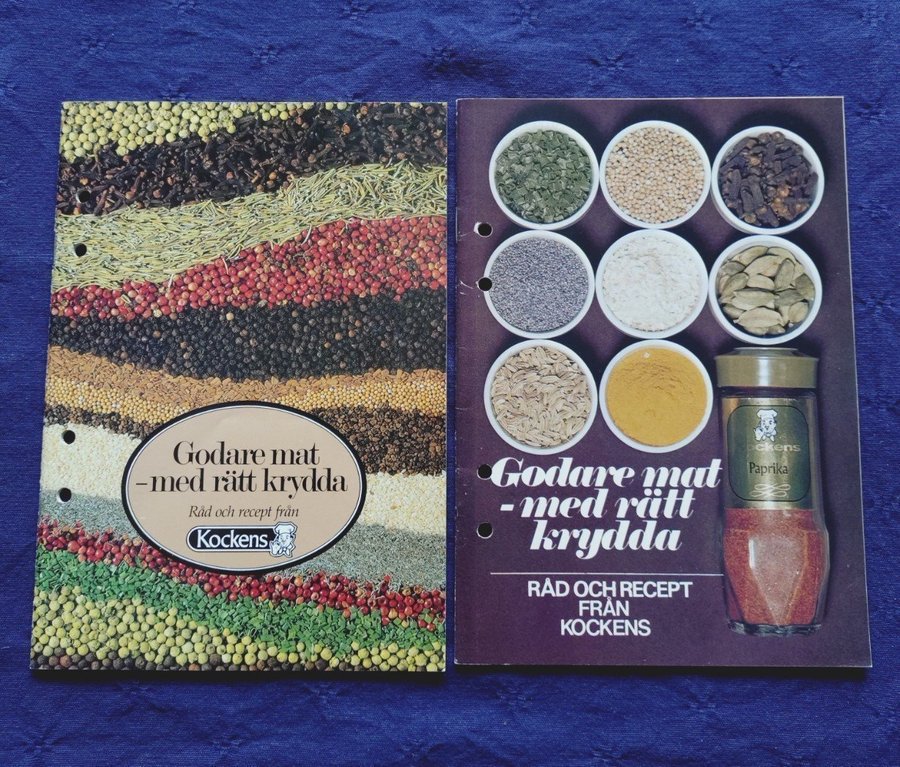 Godare mat
- med rätt krydda
Råd och recept från
Kockens
Kockens
Paprika
Godare mat
- med rätt
krydda
RÅD OCH RECEPT
FRÅN
KOCKENS